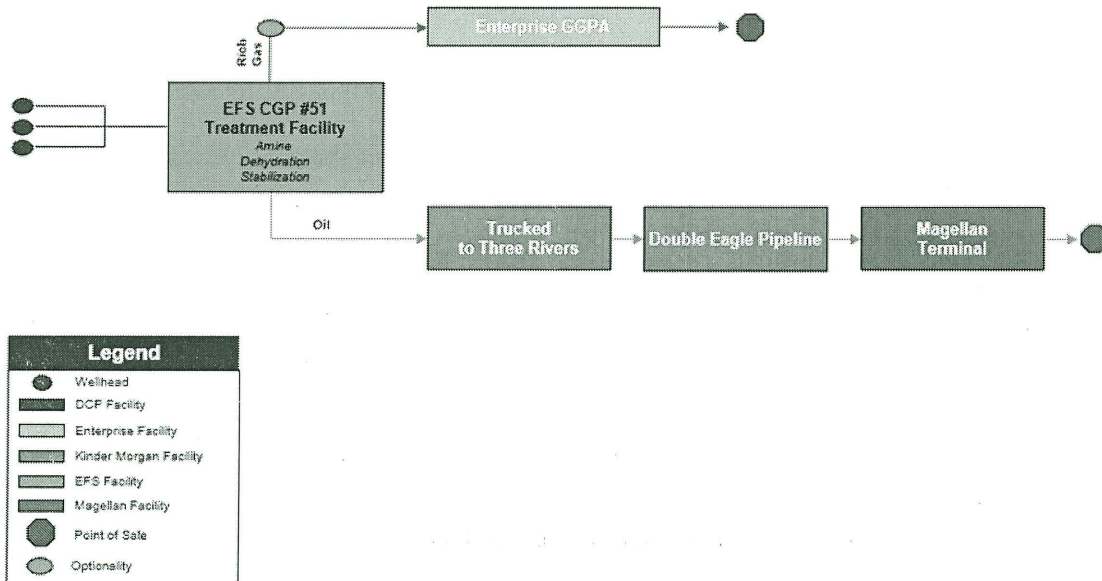 Rich
Gas
Enterprise GGPA
EFS CGP #51
Treatment Facility
Amine
Dehydration
Stabilization
Oil
Trucked
to Three Rivers
Double Eagle Pipeline
Magellan
Terminal
Legend
Wellhead
DCP Facility
Enterprise Facility
Kinder Morgan Facility
EFS Facility
Magellan Facility
Point of Sale
Optionality